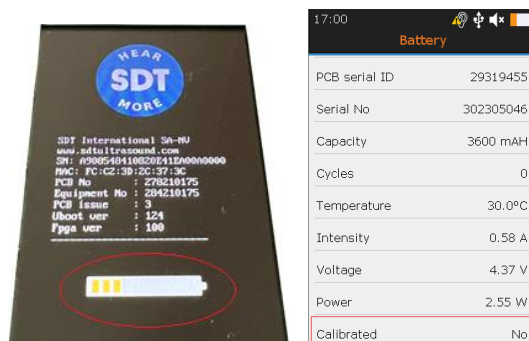 HEAR
SDT
MORE
SDT International SA-NV
www.sdtultrasound.com
SN: A900548410820E41EA00A0000
MAC: FC:C2:3D:2C:37:3C
PCB No : 278210175
Equipment No : 284210175
PCB issue : 3
Uboot ver : 124
Fpga ver : 100
17:00
Battery
PCB serial ID 29319455
Serial No 302305046
Capacity 3600 mAH
Cycles 0
Temperature 30.0ºC
Intensity 0.58 A
Voltage 4.37 V
Power 2.55 W
Calibrated No